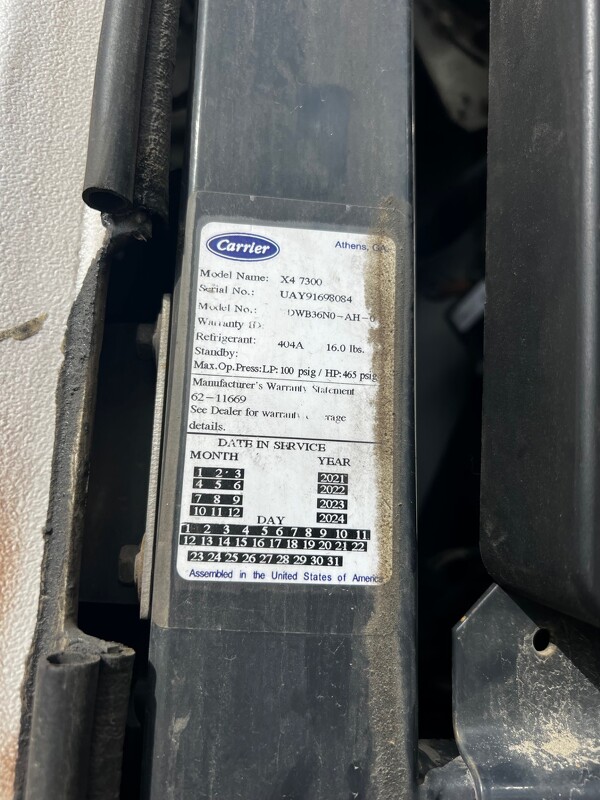 Carrier
Athens, GA
Model Name: X4 7300
Serial No.: UAY91698084
Model No.: DWB36N0-AH-
Warranty ID:
Refrigerant: 404A 16.0 lbs.
Standby:
Max.Op.Press:LP: 100 psig / HP: 465 psig
Manufacturer's Warranty Statement
62-11669
See Dealer for warranty
details.
DATE IN SERVICE
MONTH YEAR
1 2 3 2021
4 5 6 2022
7 8 9 2023
10 11 12 2024
DAY
1 2 3 4 5 6 7 8 9 10 11
12 13 14 15 16 17 18 19 20 21 22
23 24 25 26 27 28 29 30 31
Assembled in the United States of America